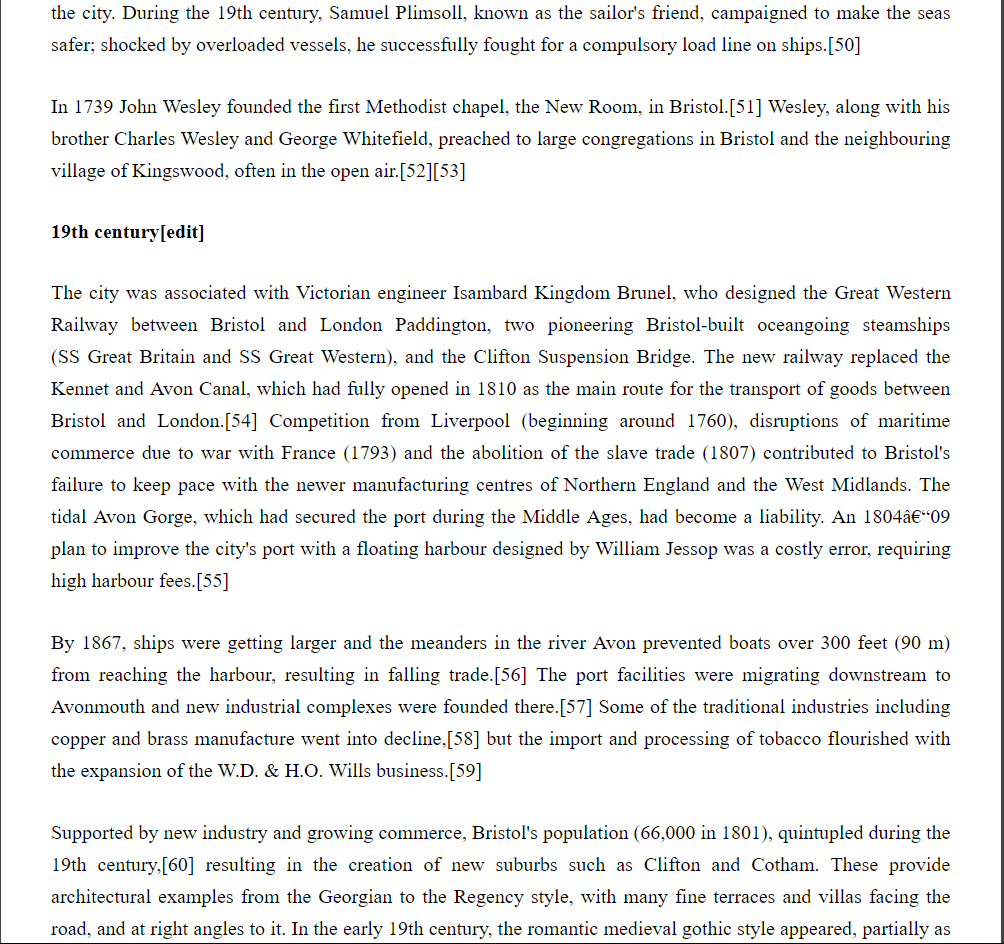 the city. During the 19th century, Samuel Plimsoll, known as the sailor's friend, campaigned to make the seas
safer; shocked by overloaded vessels, he successfully fought for a compulsory load line on ships.[50]
In 1739 John Wesley founded the first Methodist chapel, the New Room, in Bristol.[51] Wesley, along with his
brother Charles Wesley and George Whitefield, preached to large congregations in Bristol and the neighbouring
village of Kingswood, often in the open air.[52][53]
19th century[edit]
The city was associated with Victorian engineer Isambard Kingdom Brunel, who designed the Great Western
Railway between Bristol and London Paddington, two pioneering Bristol-built oceangoing steamships
(SS Great Britain and SS Great Western), and the Clifton Suspension Bridge. The new railway replaced the
Kennet and Avon Canal, which had fully opened in 1810 as the main route for the transport of goods between
Bristol and London.[54] Competition from Liverpool (beginning around 1760), disruptions of maritime
commerce due to war with France (1793) and the abolition of the slave trade (1807) contributed to Bristol's
failure to keep pace with the newer manufacturing centres of Northern England and the West Midlands. The
tidal Avon Gorge, which had secured the port during the Middle Ages, had become a liability. An 1804â€“09
plan to improve the city's port with a floating harbour designed by William Jessop was a costly error, requiring
high harbour fees.[55]
By 1867, ships were getting larger and the meanders in the river Avon prevented boats over 300 feet (90 m)
from reaching the harbour, resulting in falling trade.[56] The port facilities were migrating downstream to
Avonmouth and new industrial complexes were founded there.[57] Some of the traditional industries including
copper and brass manufacture went into decline,[58] but the import and processing of tobacco flourished with
the expansion of the W.D. & H.O. Wills business.[59]
Supported by new industry and growing commerce, Bristol's population (66,000 in 1801), quintupled during the
19th century,[60] resulting in the creation of new suburbs such as Clifton and Cotham. These provide
architectural examples from the Georgian to the Regency style, with many fine terraces and villas facing the
road, and at right angles to it. In the early 19th century, the romantic medieval gothic style appeared, partially as